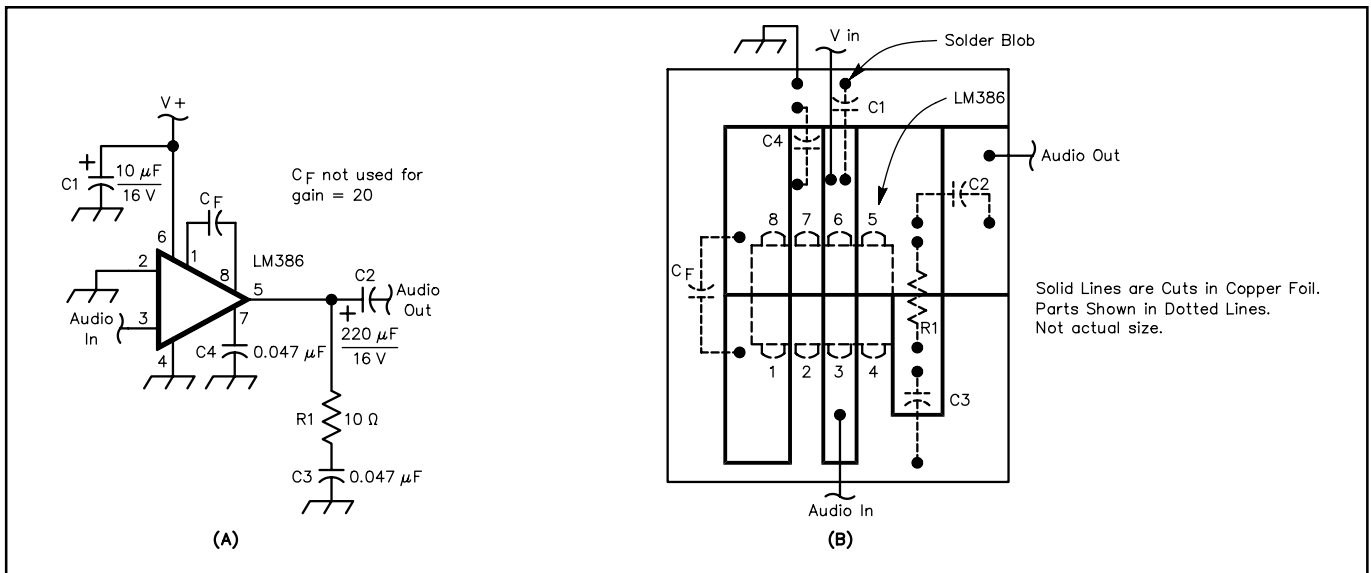 V+
+
C1
10 µF
16 V
CF
CF not used for
gain = 20
6
1
2
8
LM386
5
C2
Audio
Out
Audio
In
3
7
+
220 µF
16 V
4
C4
0.047 µF
R1
10 Ω
C3
0.047 µF
(A)
V in
Solder Blob
C1
LM386
C4
Audio Out
C2
8
7
6
5
CF
Solid Lines are Cuts in Copper Foil.
Parts Shown in Dotted Lines.
Not actual size.
R1
1
2
3
4
C3
Audio In
(B)